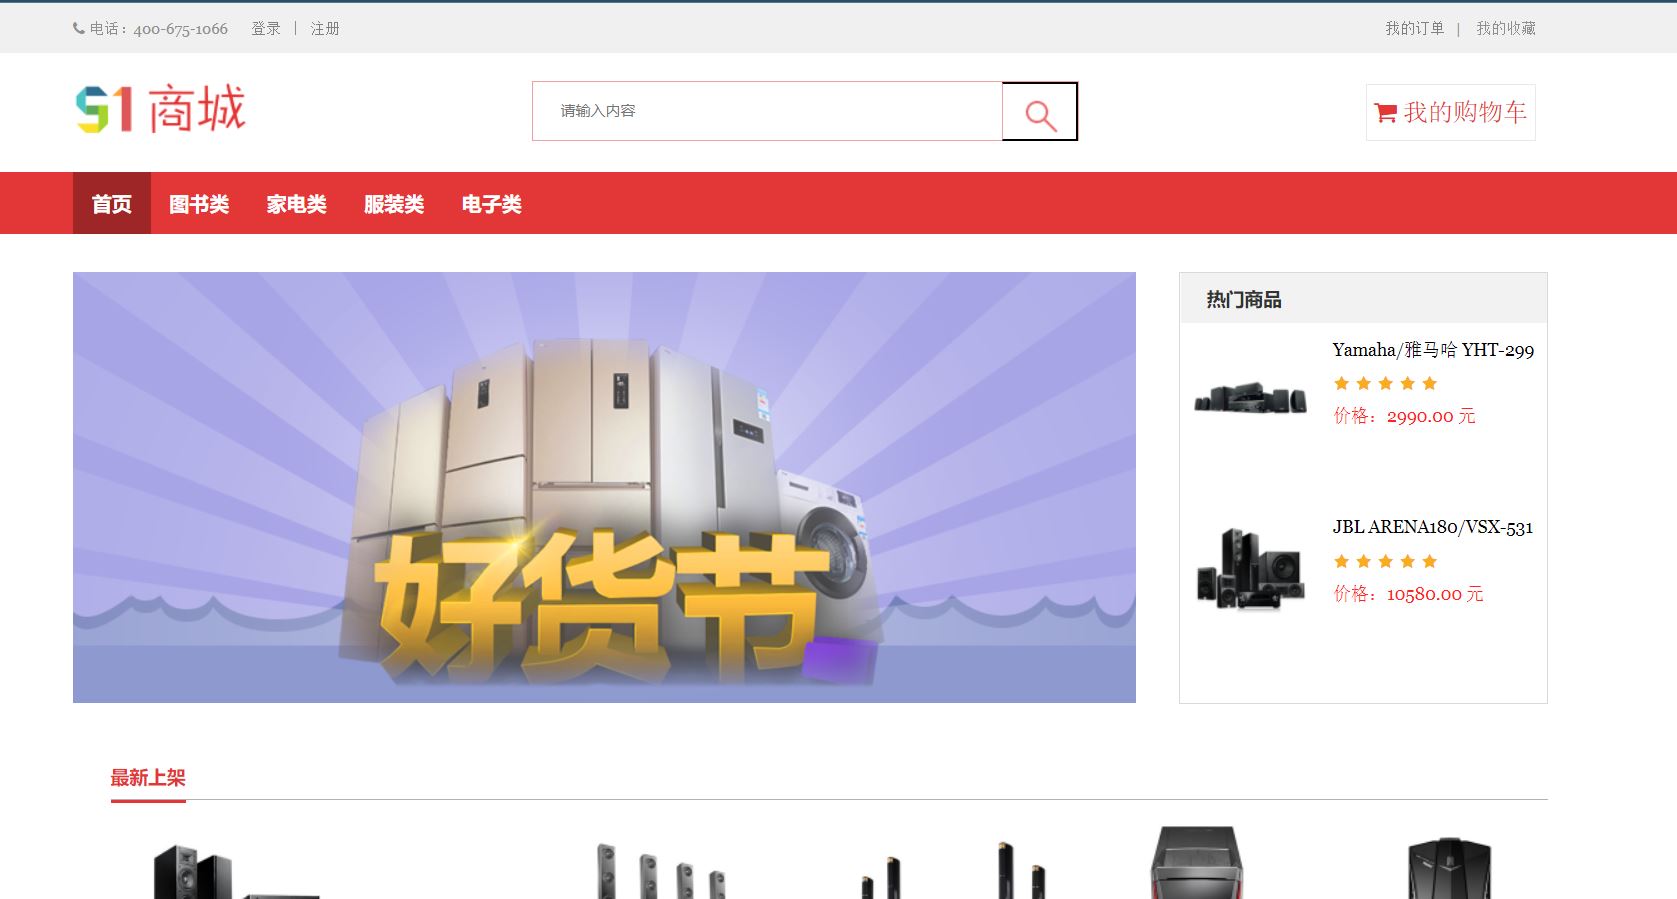 电话：400-675-1066 登录 | 注册
我的订单 | 我的收藏
S1 商城
请输入内容
我的购物车
首页 图书类 家电类 服装类 电子类
好货节
热门商品
Yamaha/雅马哈 YHT-299
价格：2990.00 元
JBL ARENA180/VSX-531
价格：10580.00 元
最新上架